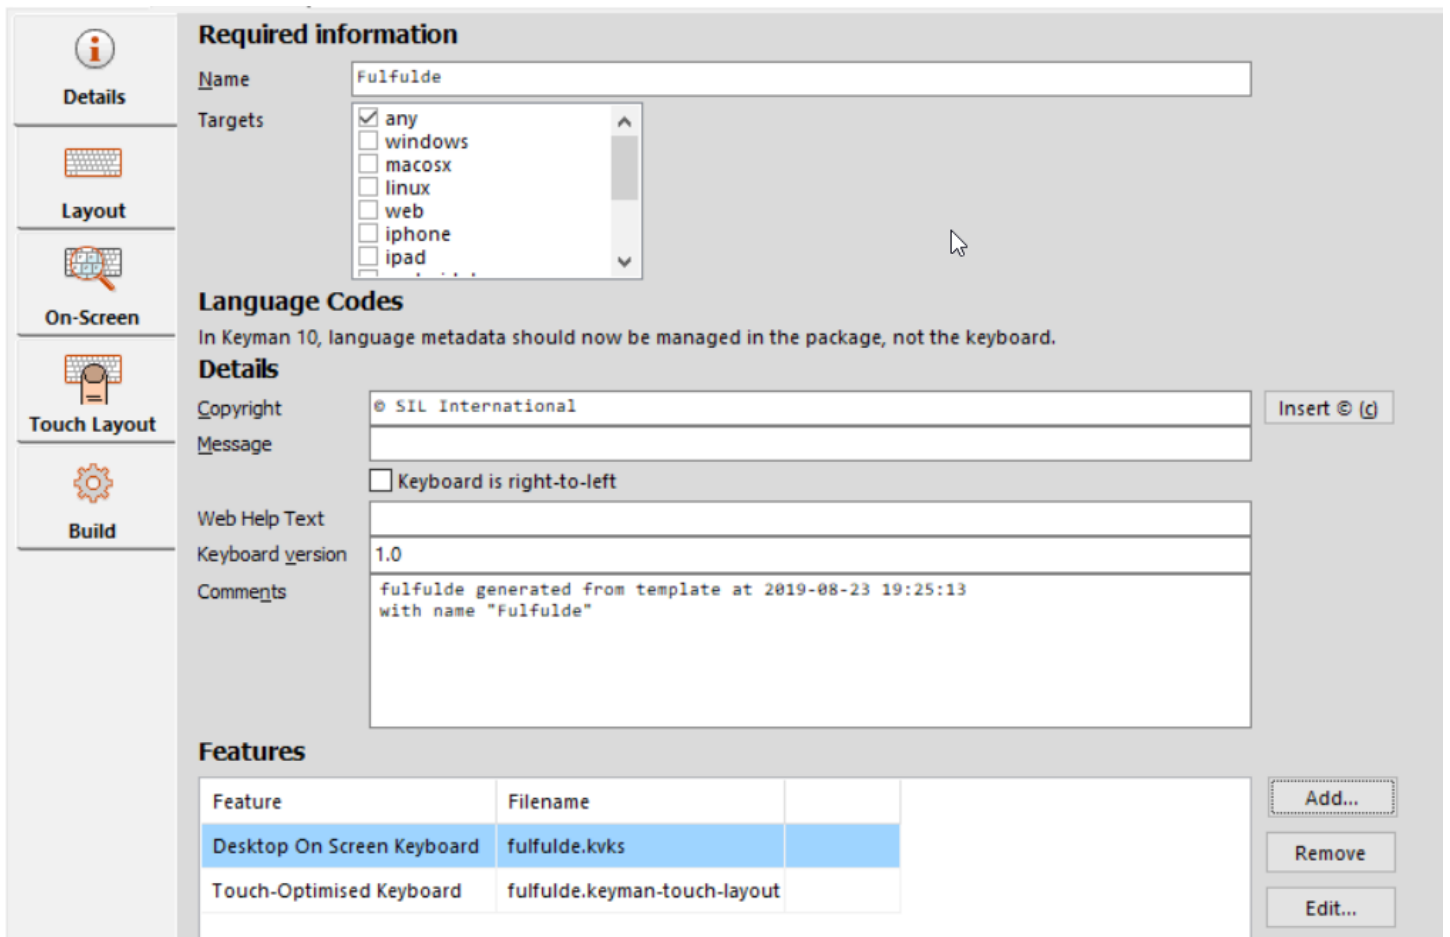 Details
Layout
On-Screen
Touch Layout
Build
Required information
Name
Fulfulde
Targets
any
windows
macosx
linux
web
iphone
ipad
Language Codes
In Keyman 10, language metadata should now be managed in the package, not the keyboard.
Details
Copyright
© SIL International
Insert © (c)
Message
Keyboard is right-to-left
Web Help Text
Keyboard version
1.0
Comments
fulfulde generated from template at 2019-08-23 19:25:13
with name "Fulfulde"
Features
Feature Filename
Desktop On Screen Keyboard fulfulde.kvks
Touch-Optimised Keyboard fulfulde.keyman-touch-layout
Add...
Remove
Edit...